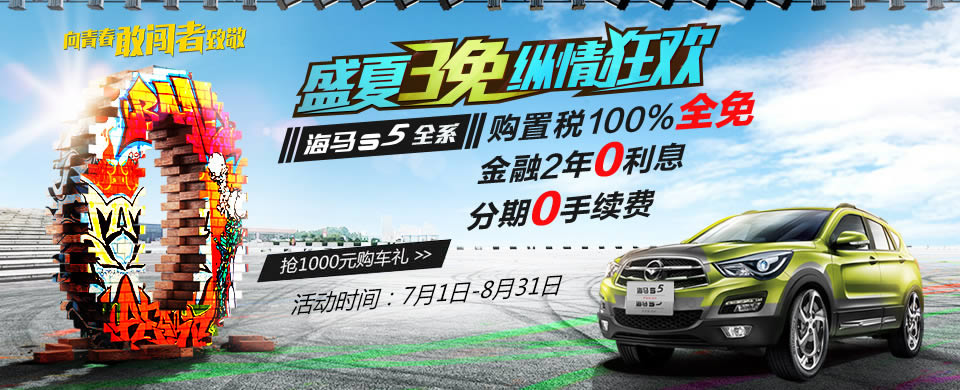 向青春敢闯者致敬
盛夏3免纵情狂欢
海马S5全系
购置税100%全免
金融2年0利息
分期0手续费
抢1000元购车礼 >>
活动时间:7月1日-8月31日
海马S5